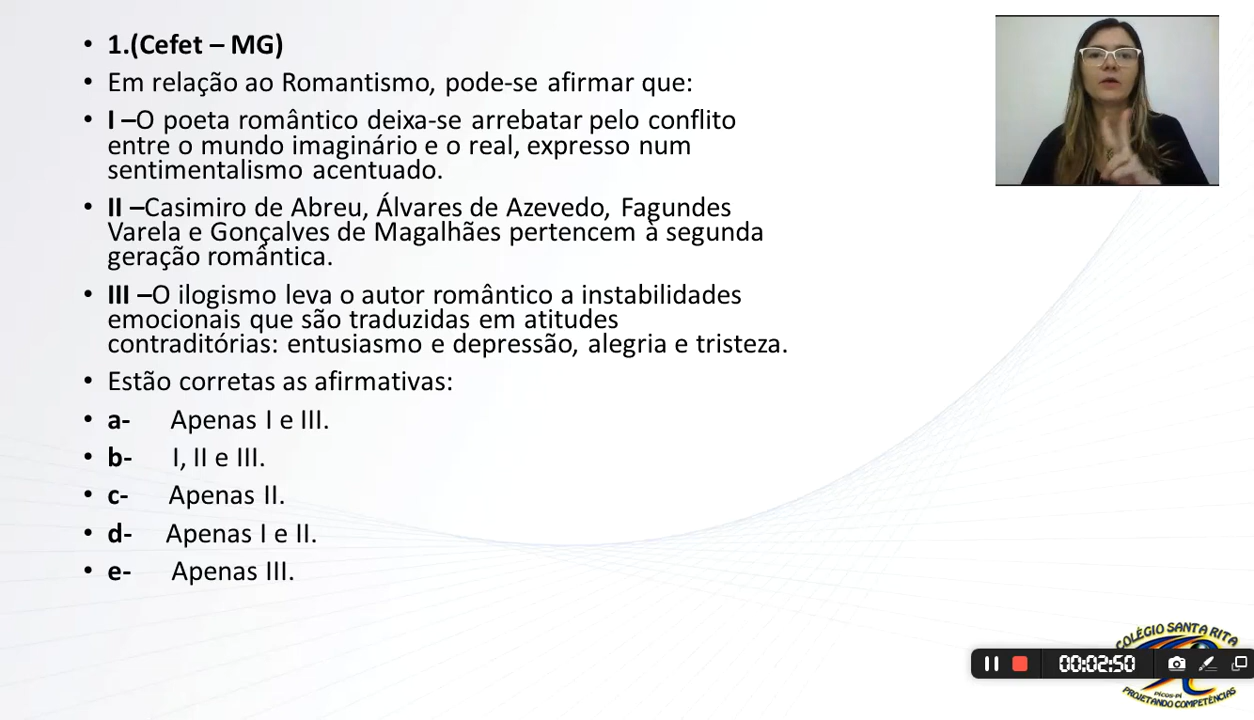 • 1.(Cefet – MG)
• Em relação ao Romantismo, pode-se afirmar que:
• I –O poeta romântico deixa-se arrebatar pelo conflito
entre o mundo imaginário e o real, expresso num
sentimentalismo acentuado.
• II –Casimiro de Abreu, Álvares de Azevedo, Fagundes
Varela e Gonçalves de Magalhães pertencem à segunda
geração romântica.
• III –O ilogismo leva o autor romântico a instabilidades
emocionais que são traduzidas em atitudes
contraditórias: entusiasmo e depressão, alegria e tristeza.
• Estão corretas as afirmativas:
• a- Apenas I e III.
• b- I, II e III.
• c- Apenas II.
• d- Apenas I e II.
• e- Apenas III.
COLÉGIO SANTA RITA
00:02:50
PICOS-PI
PROJETANDO COMPETÊNCIAS